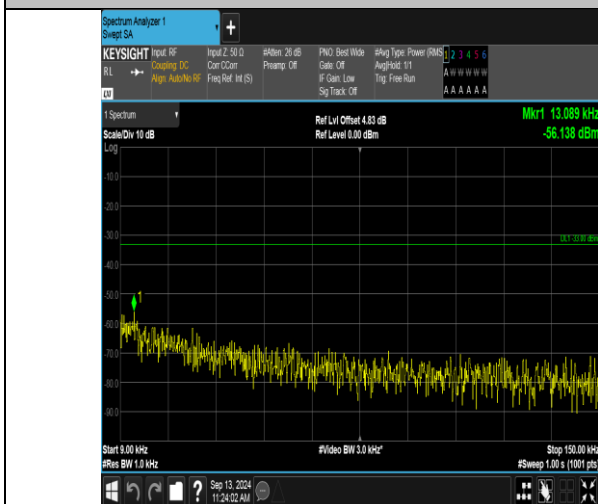 Spectrum Analyzer 1
Swept SA
+
KEYSIGHT
RL
Input: RF
Coupling: DC
Align: Auto/No RF
Input Z: 50 Ω
Corr CCorr
Freq Ref: Int (S)
#Atten: 26 dB
Preamp: Off
PNO: Best Wide
Gate: Off
IF Gain: Low
Sig Track: Off
#Avg Type: Power (RMS
Avg|Hold: 1/1
Trig: Free Run
1 2 3 4 5 6
A W W W W W
A A A A A A
1 Spectrum
Scale/Div 10 dB
Log
Ref Lvl Offset 4.83 dB
Ref Level 0.00 dBm
Mkr1 13.089 kHz
-56.138 dBm
-10.0
-20.0
-30.0
-40.0
-50.0
-60.0
-70.0
-80.0
-90.0
1
Start 9.00 kHz
#Res BW 1.0 kHz
#Video BW 3.0 kHz*
Stop 150.00 kHz
#Sweep 1.00 s (1001 pts)
?
Sep 13, 2024
11:24:02 AM